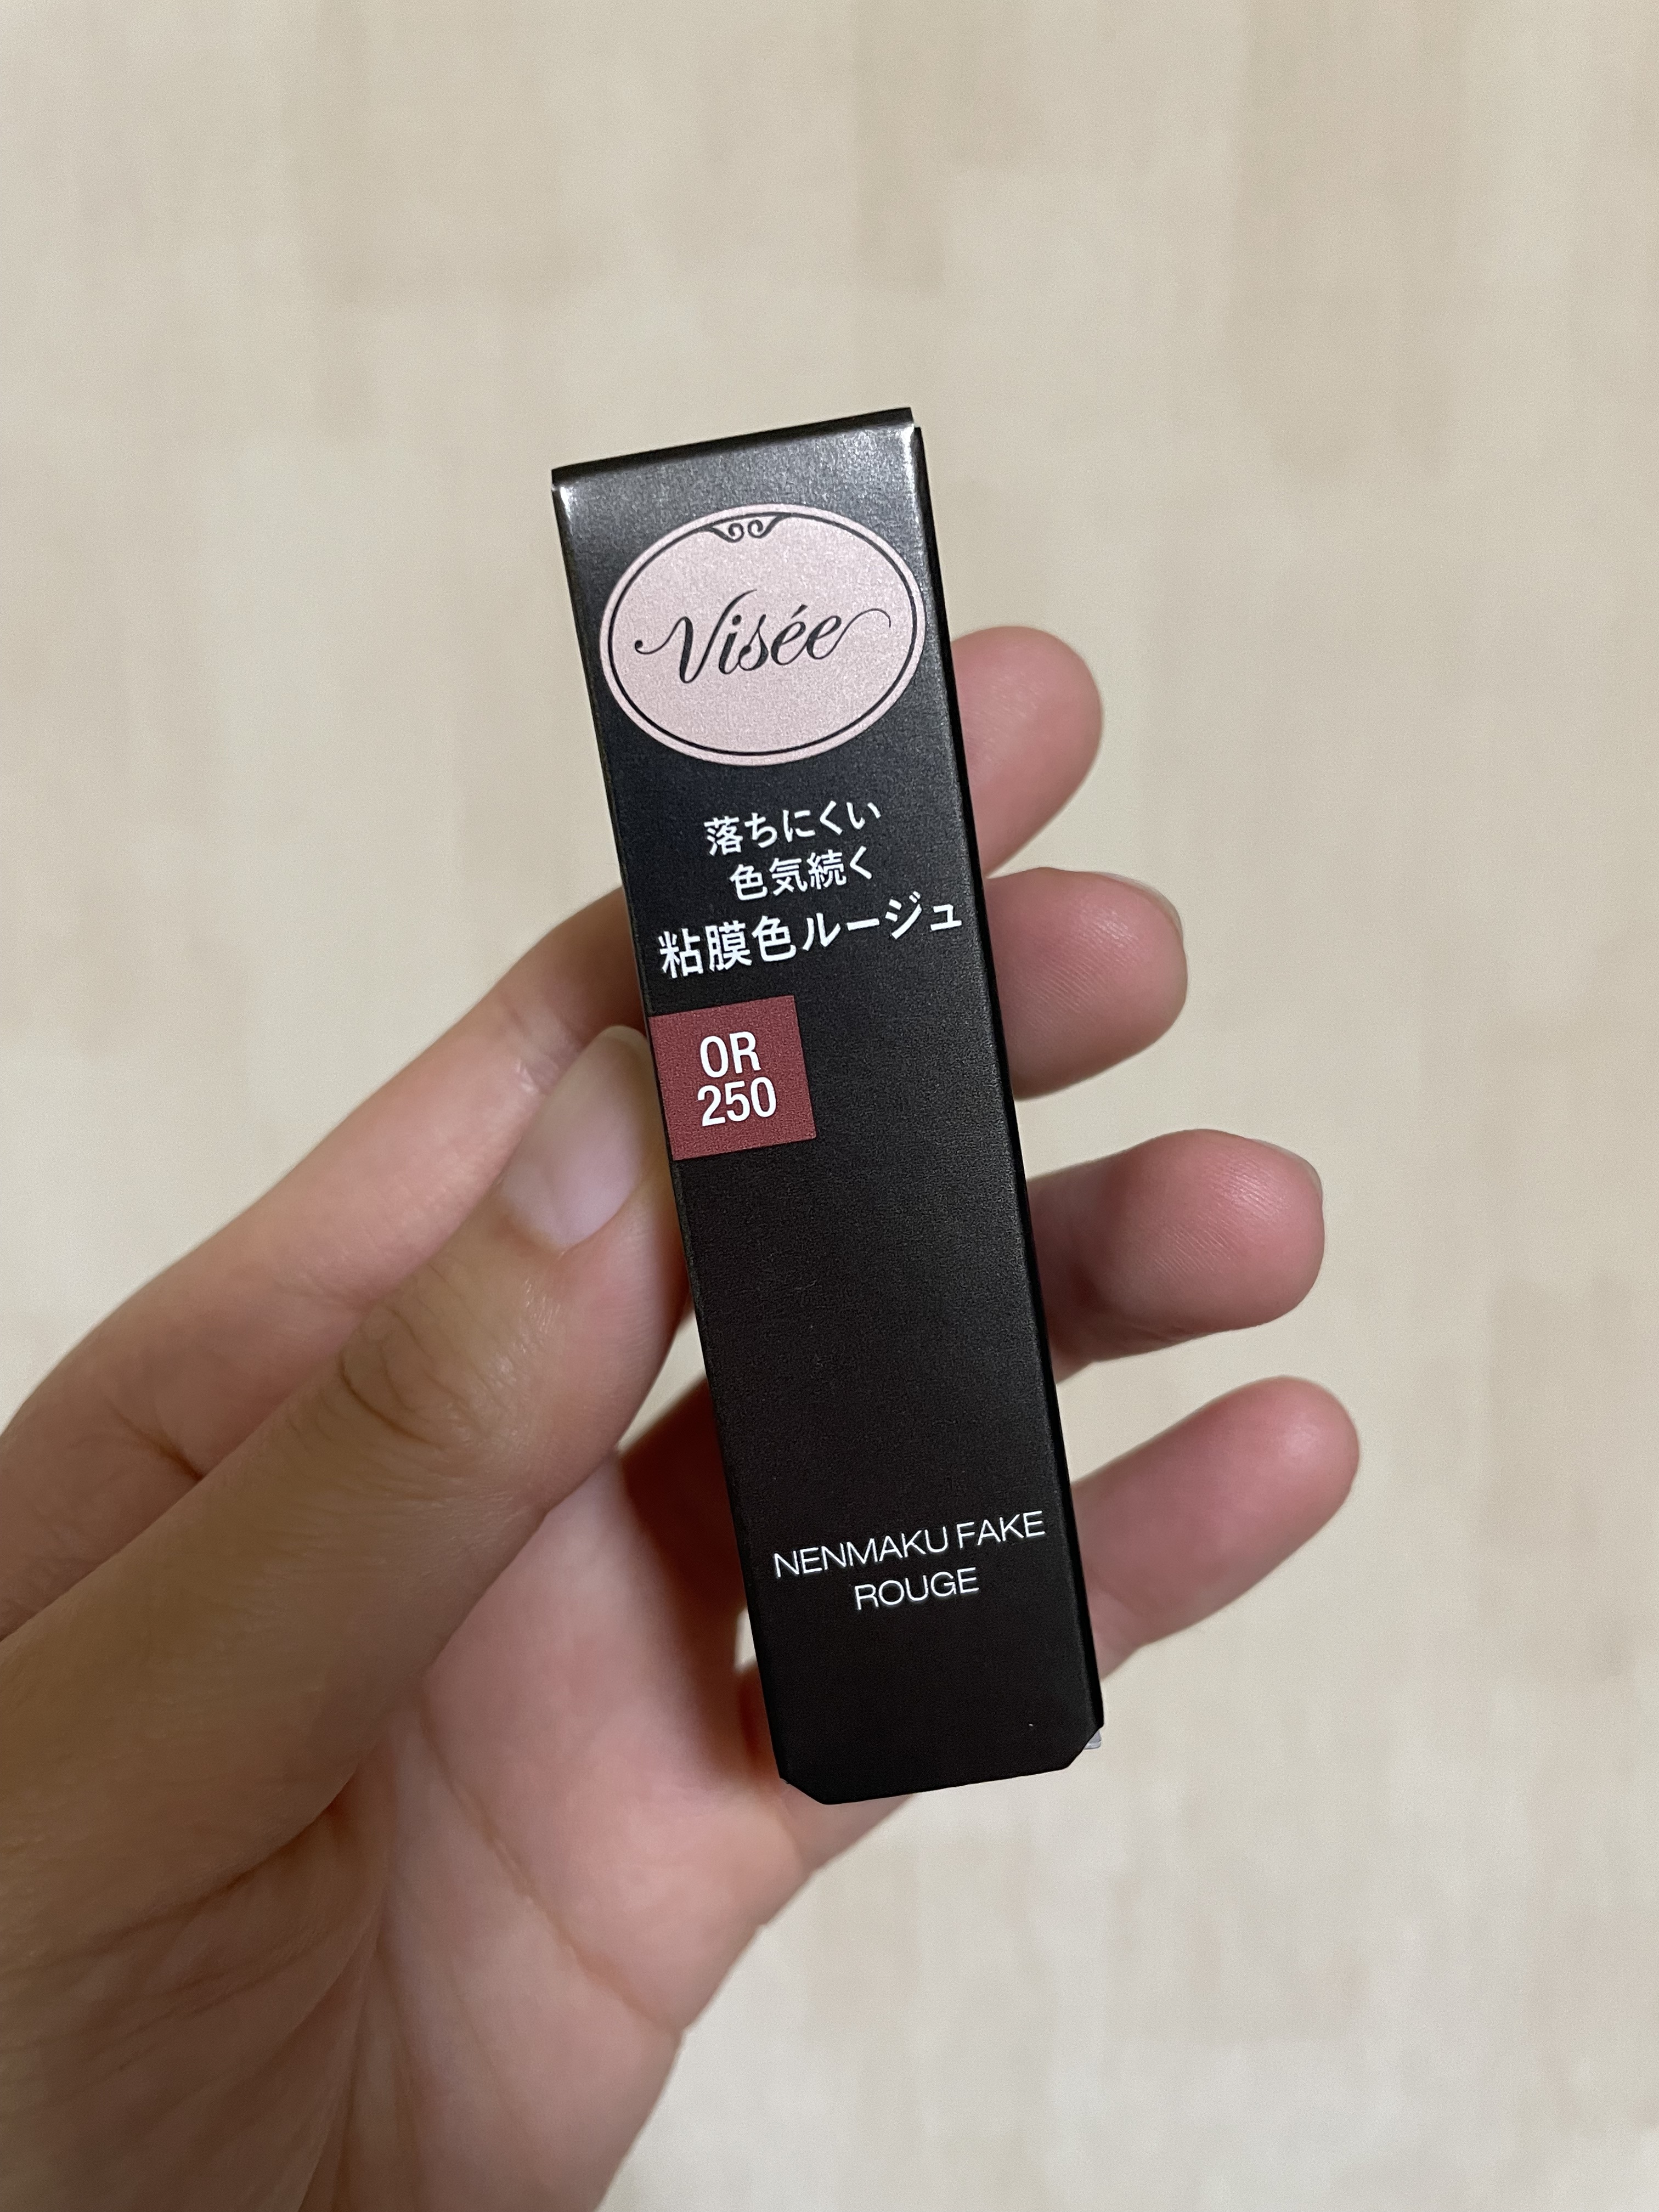 Visée
落ちにくい
色気続く
粘膜色ルージュ
OR
250
NENMAKU FAKE
ROUGE